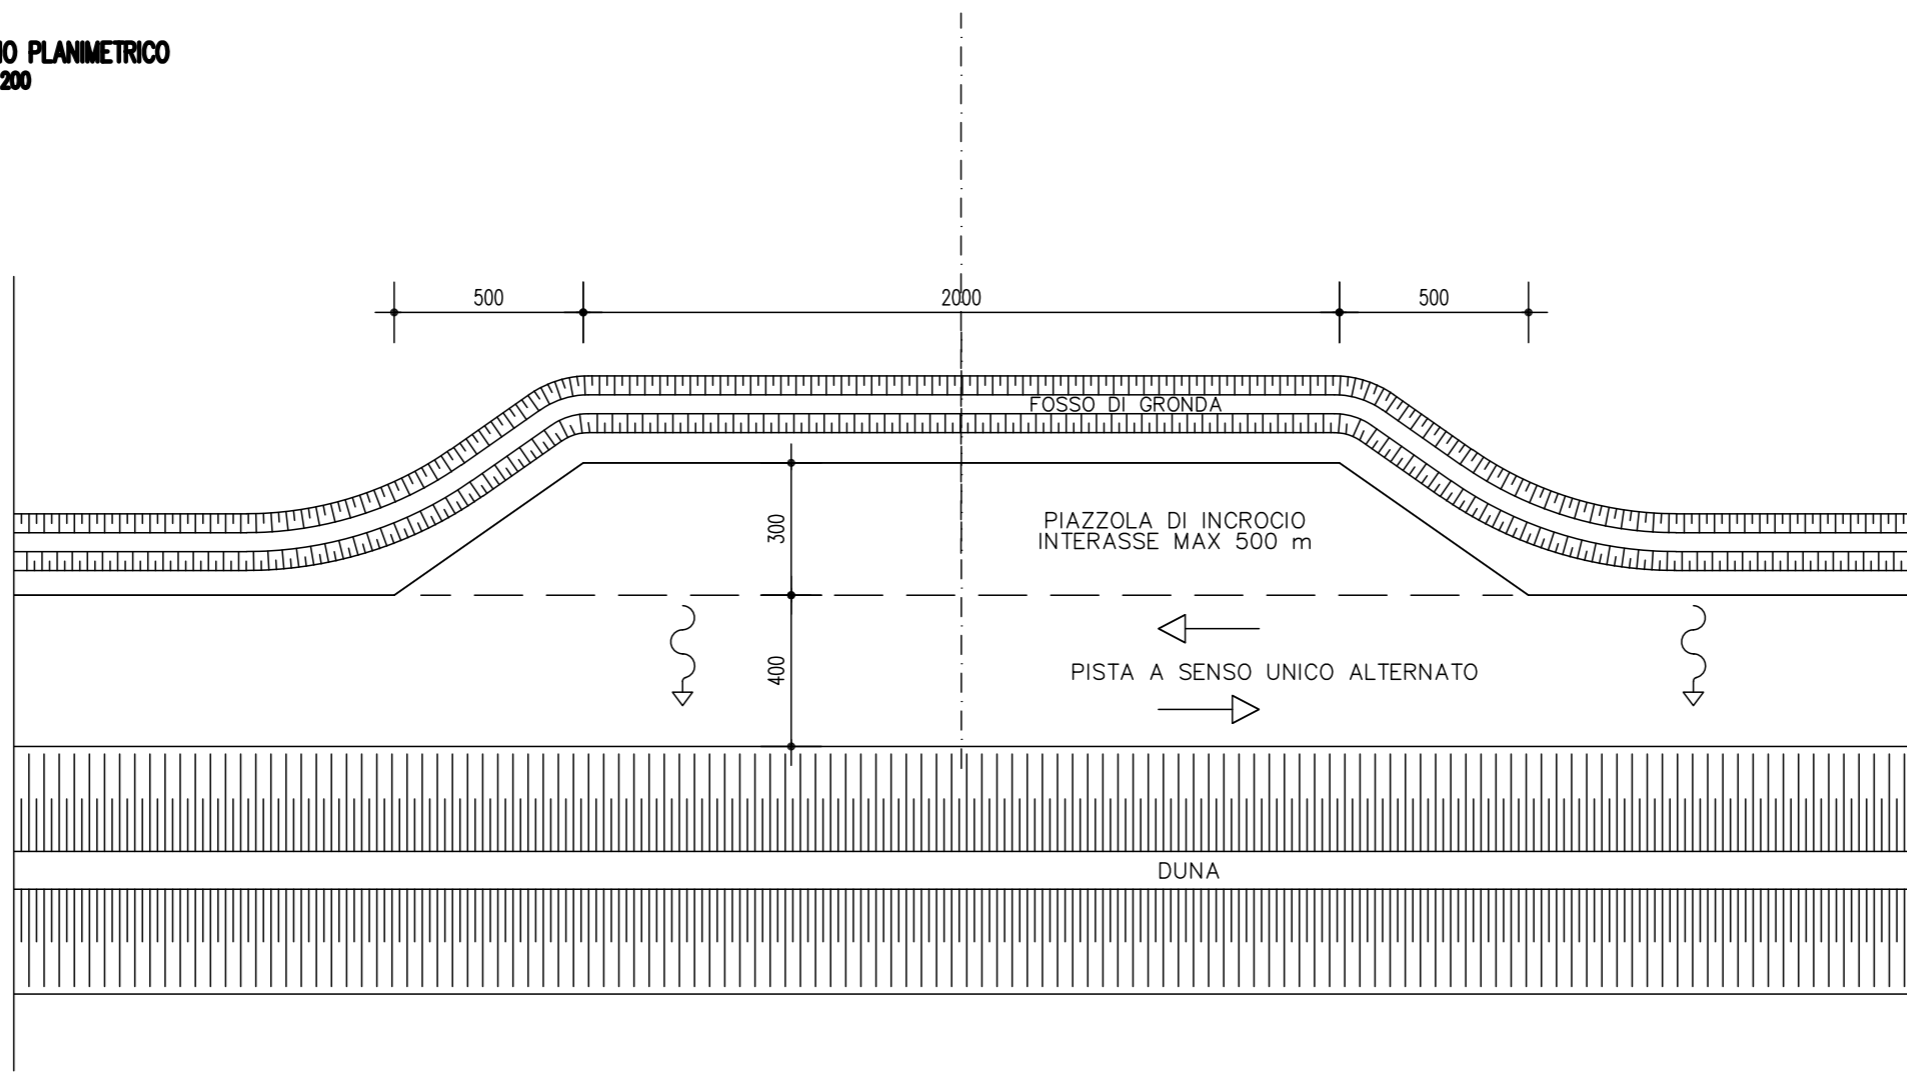 PLANIMETRICO
200
500 2000 500
FOSSO DI GRONDA
300
PIAZZOLA DI INCROCIO
INTERASSE MAX 500 m
400
PISTA A SENSO UNICO ALTERNATO
DUNA